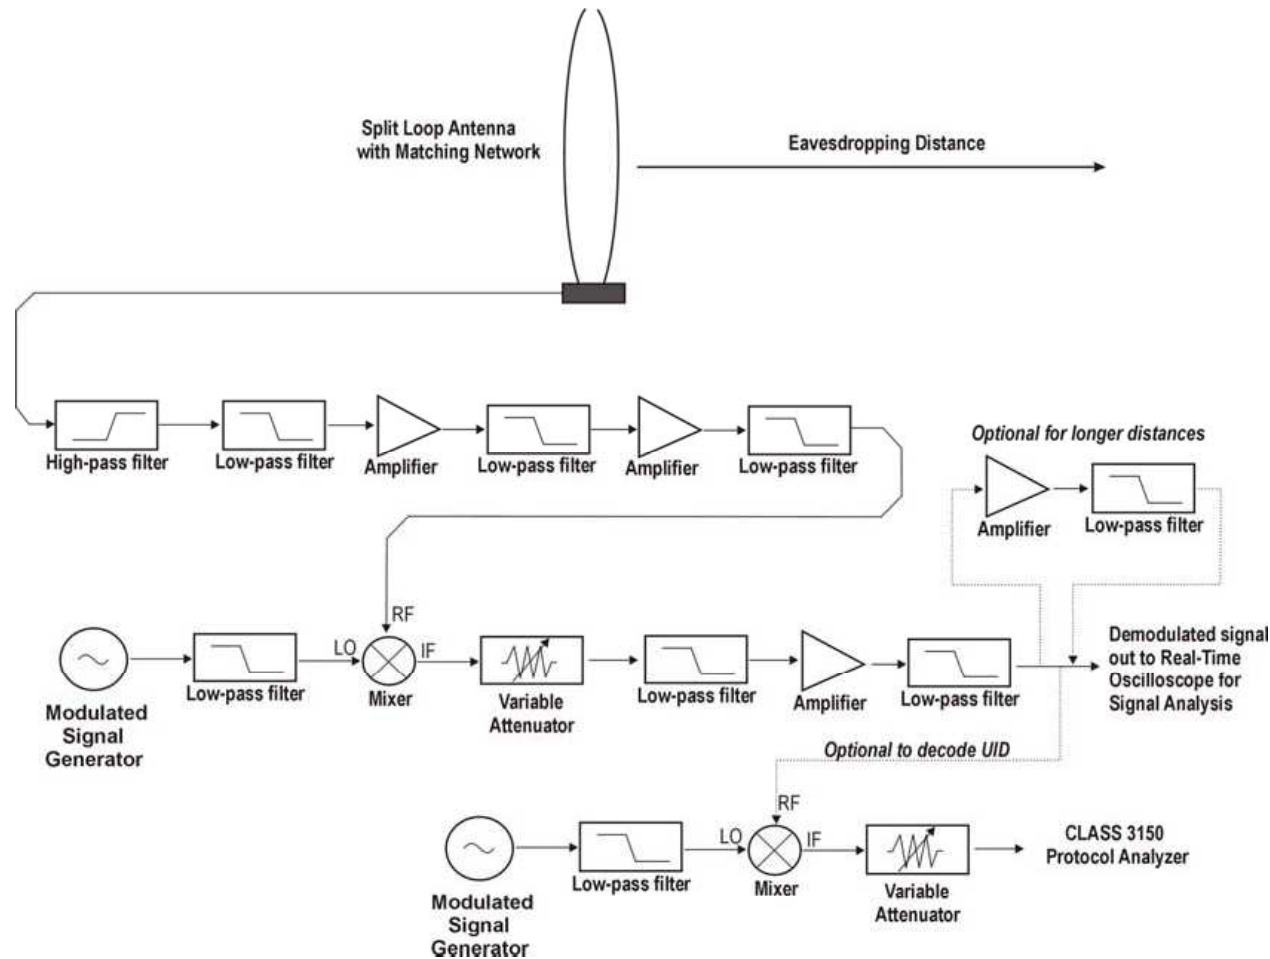 Split Loop Antenna
with Matching Network
Eavesdropping Distance
High-pass filter
Low-pass filter
Amplifier
Low-pass filter
Amplifier
Low-pass filter
Optional for longer distances
Amplifier
Low-pass filter
RF
LO
IF
Low-pass filter
Mixer
Variable
Attenuator
Low-pass filter
Amplifier
Low-pass filter
Demodulated signal
out to Real-Time
Oscilloscope for
Signal Analysis
Modulated
Signal
Generator
Optional to decode UID
RF
LO
IF
Low-pass filter
Mixer
Variable
Attenuator
CLASS 3150
Protocol Analyzer
Modulated
Signal
Generator